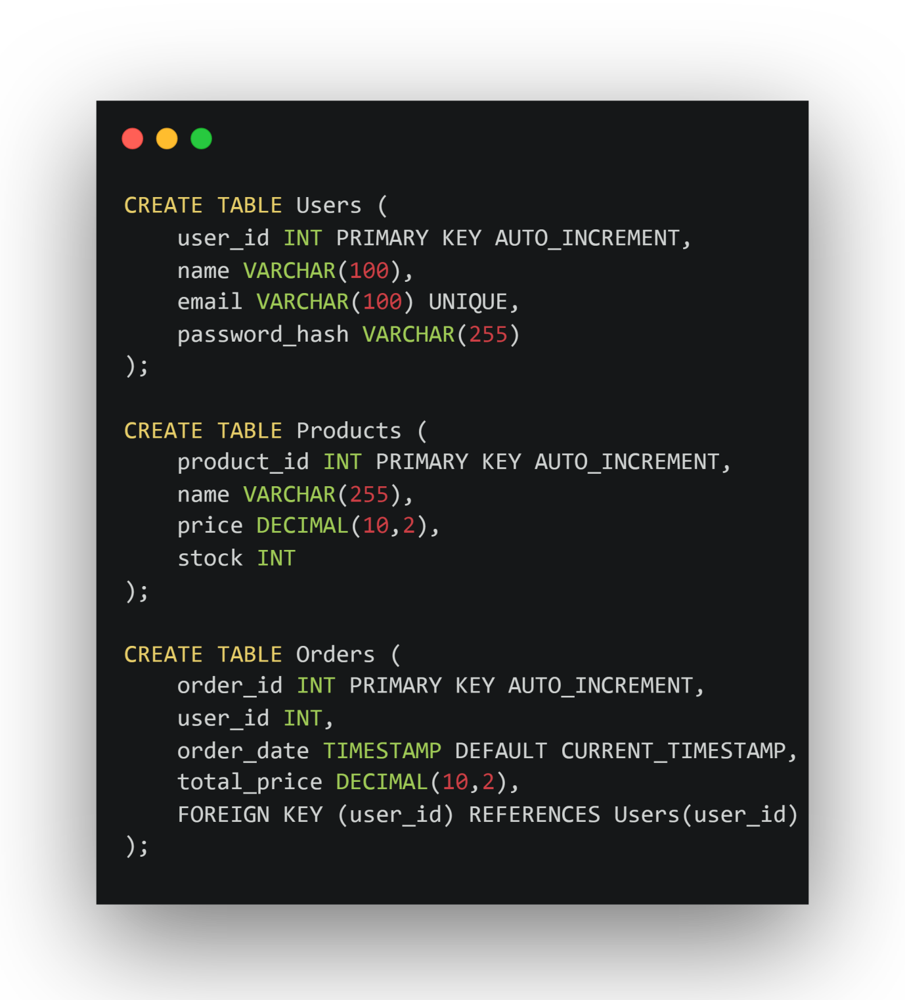 CREATE TABLE Users (
    user_id INT PRIMARY KEY AUTO_INCREMENT,
    name VARCHAR(100),
    email VARCHAR(100) UNIQUE,
    password_hash VARCHAR(255)
);

CREATE TABLE Products (
    product_id INT PRIMARY KEY AUTO_INCREMENT,
    name VARCHAR(255),
    price DECIMAL(10,2),
    stock INT
);

CREATE TABLE Orders (
    order_id INT PRIMARY KEY AUTO_INCREMENT,
    user_id INT,
    order_date TIMESTAMP DEFAULT CURRENT_TIMESTAMP,
    total_price DECIMAL(10,2),
    FOREIGN KEY (user_id) REFERENCES Users(user_id)
);